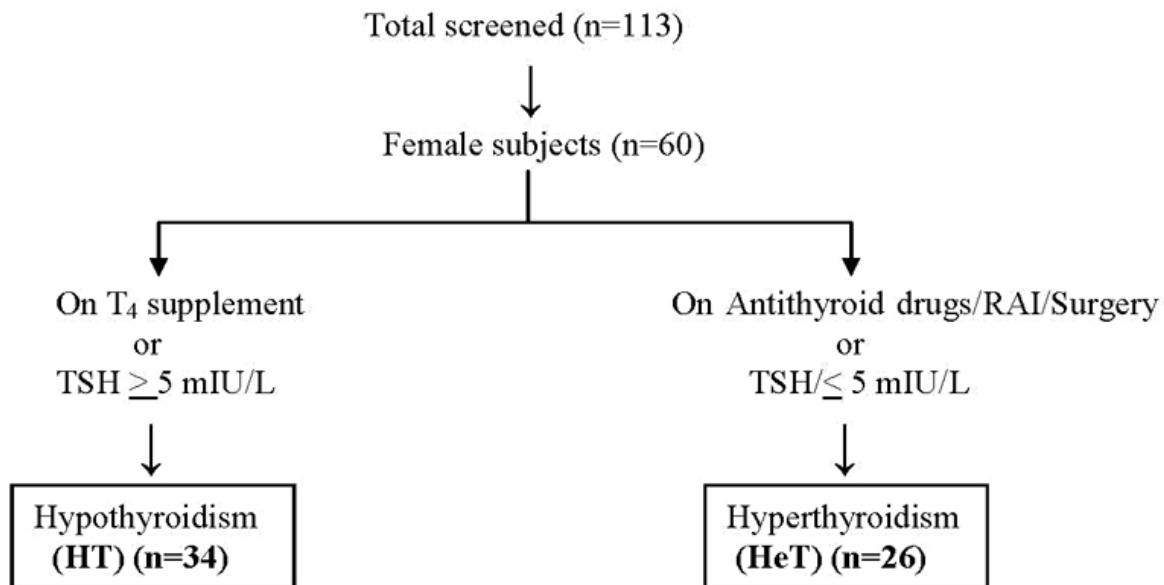 Total screened (n=113)
Female subjects (n=60)
On T₄ supplement
or
TSH ≥ 5 mIU/L
On Antithyroid drugs/RAI/Surgery
or
TSH/≤ 5 mIU/L
Hypothyroidism
(HT) (n=34)
Hyperthyroidism
(HeT) (n=26)